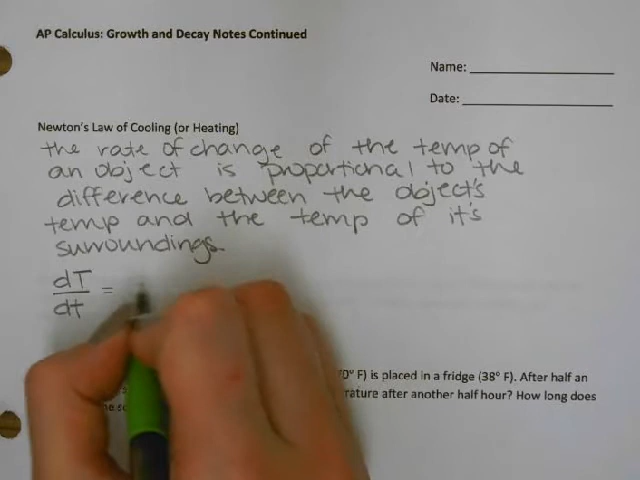 AP Calculus: Growth and Decay Notes Continued
Name:
Date:
Newton's Law of Cooling (or Heating)
the rate of change of the temp of
an object is proportional to the
difference between the object's
temp and the temp of it's
surroundings.
dT/dt =
0° F) is placed in a fridge (38° F). After half an
rature after another half hour? How long does